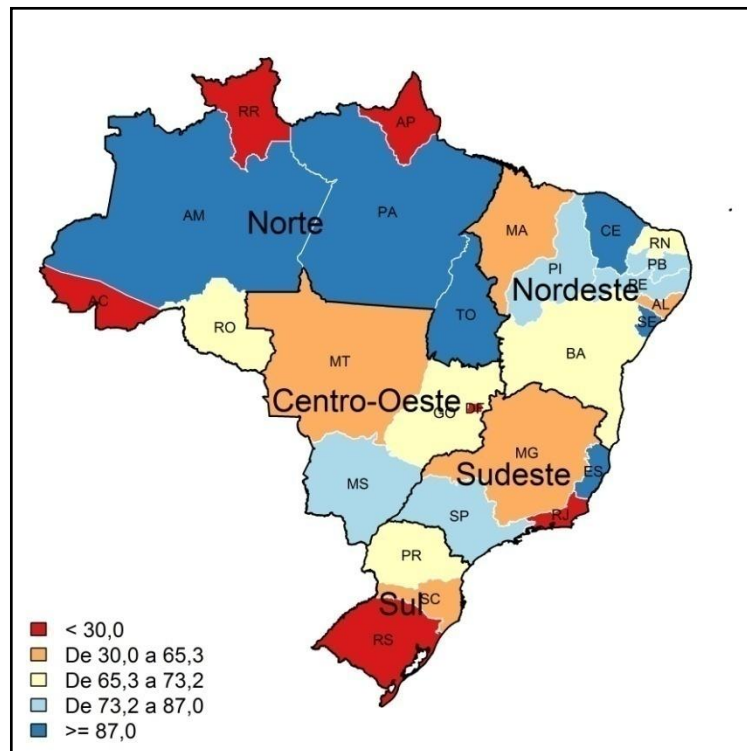 RR
AP
AM
Norte
PA
MA
CE
RN
PI
PB
PE
Nordeste
AL
SE
AC
RO
TO
MT
BA
Centro-Oeste
GO
DF
MG
Sudeste
ES
MS
SP
RJ
PR
Sul
SC
RS
< 30,0
De 30,0 a 65,3
De 65,3 a 73,2
De 73,2 a 87,0
>= 87,0